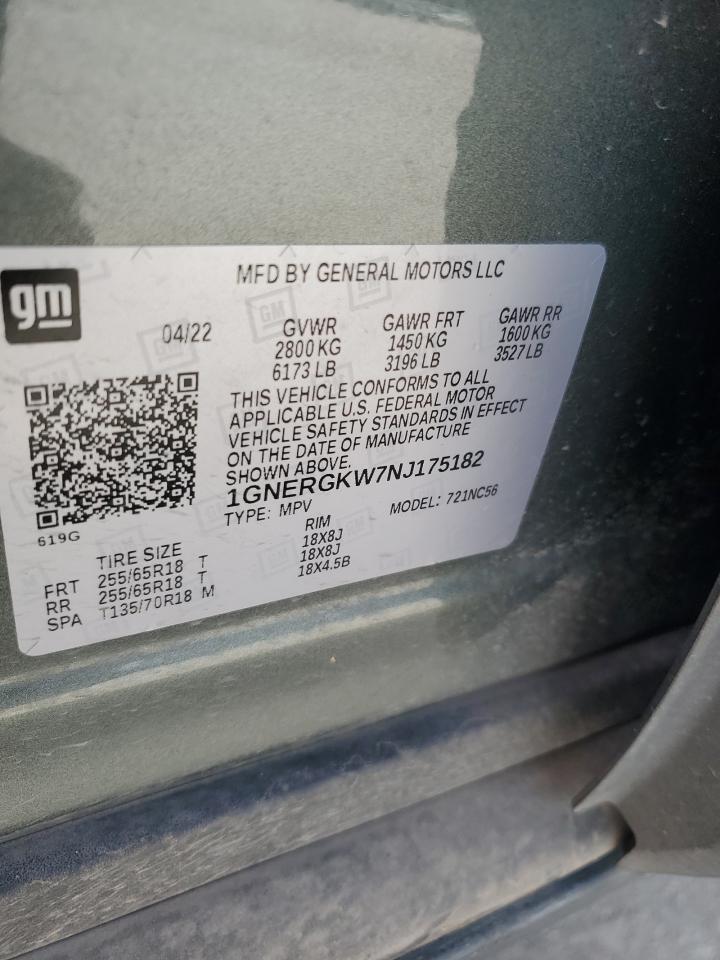 MFD BY GENERAL MOTORS LLC
gm
04/22
GVWR
2800 KG
6173 LB
GAWR FRT
1450 KG
3196 LB
GAWR RR
1600 KG
3527 LB
THIS VEHICLE CONFORMS TO ALL
APPLICABLE U.S. FEDERAL MOTOR
VEHICLE SAFETY STANDARDS IN EFFECT
ON THE DATE OF MANUFACTURE
SHOWN ABOVE.
1GNERGKW7NJ175182
TYPE: MPV
MODEL: 721NC56
619G
TIRE SIZE RIM
FRT 255/65R18 T 18X8J
RR 255/65R18 T 18X8J
SPA T135/70R18 M 18X4.5B